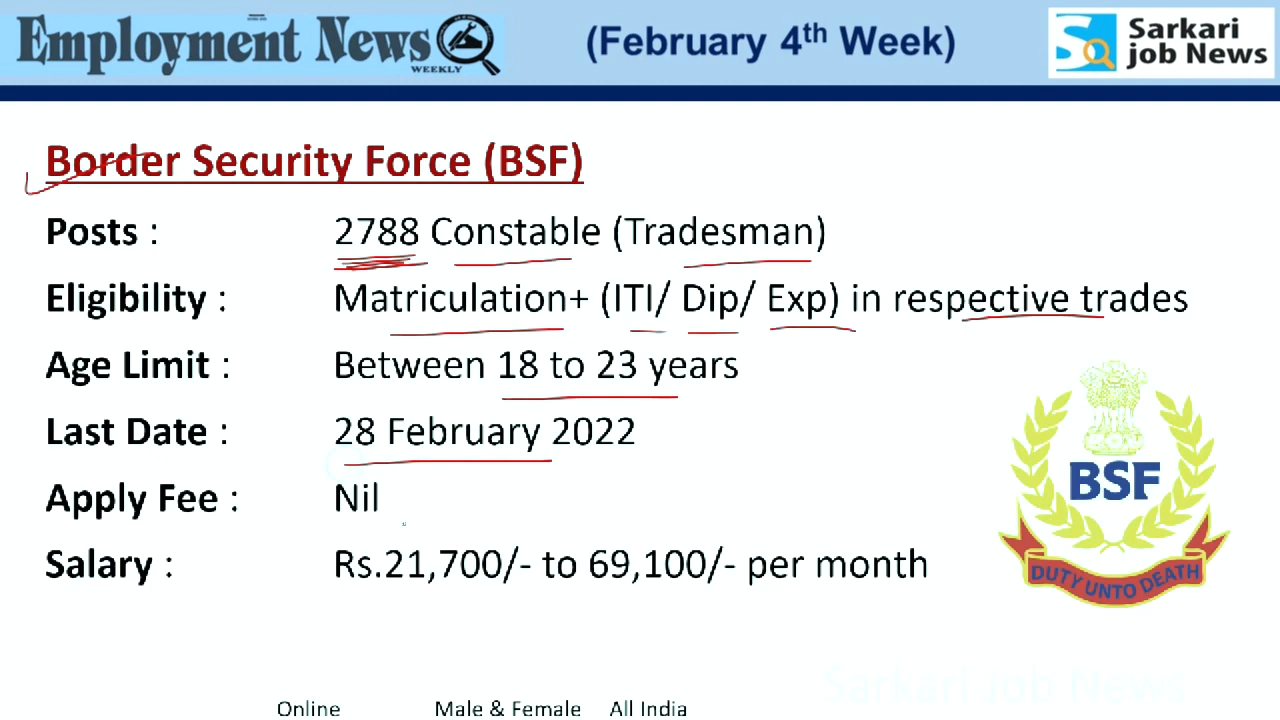 Employment News
WEEKLY
(February 4th Week)
Sarkari
job News
Border Security Force (BSF)
Posts : 2788 Constable (Tradesman)
Eligibility : Matriculation+ (ITI/ Dip/ Exp) in respective trades
Age Limit : Between 18 to 23 years
Last Date : 28 February 2022
Apply Fee : Nil
Salary : Rs.21,700/- to 69,100/- per month
BSF
DUTY UNTO DEATH
Sarkari Job News
Online Male & Female All India